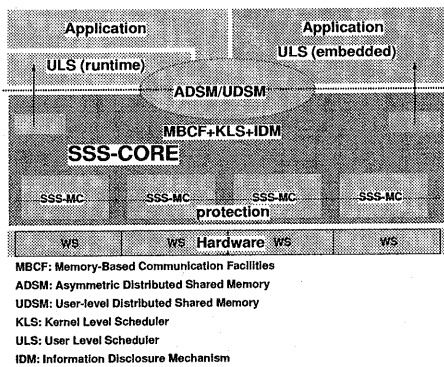 Application Application
ULS (runtime) ULS (embedded)
ADSM/UDSM
MBCF+KLS+IDM
SSS-CORE
SSS-MC SSS-MC SSS-MC SSS-MC
protection
WS WS Hardware WS WS
MBCF: Memory-Based Communication Facilities
ADSM: Asymmetric Distributed Shared Memory
UDSM: User-level Distributed Shared Memory
KLS: Kernel Level Scheduler
ULS: User Level Scheduler
IDM: Information Disclosure Mechanism